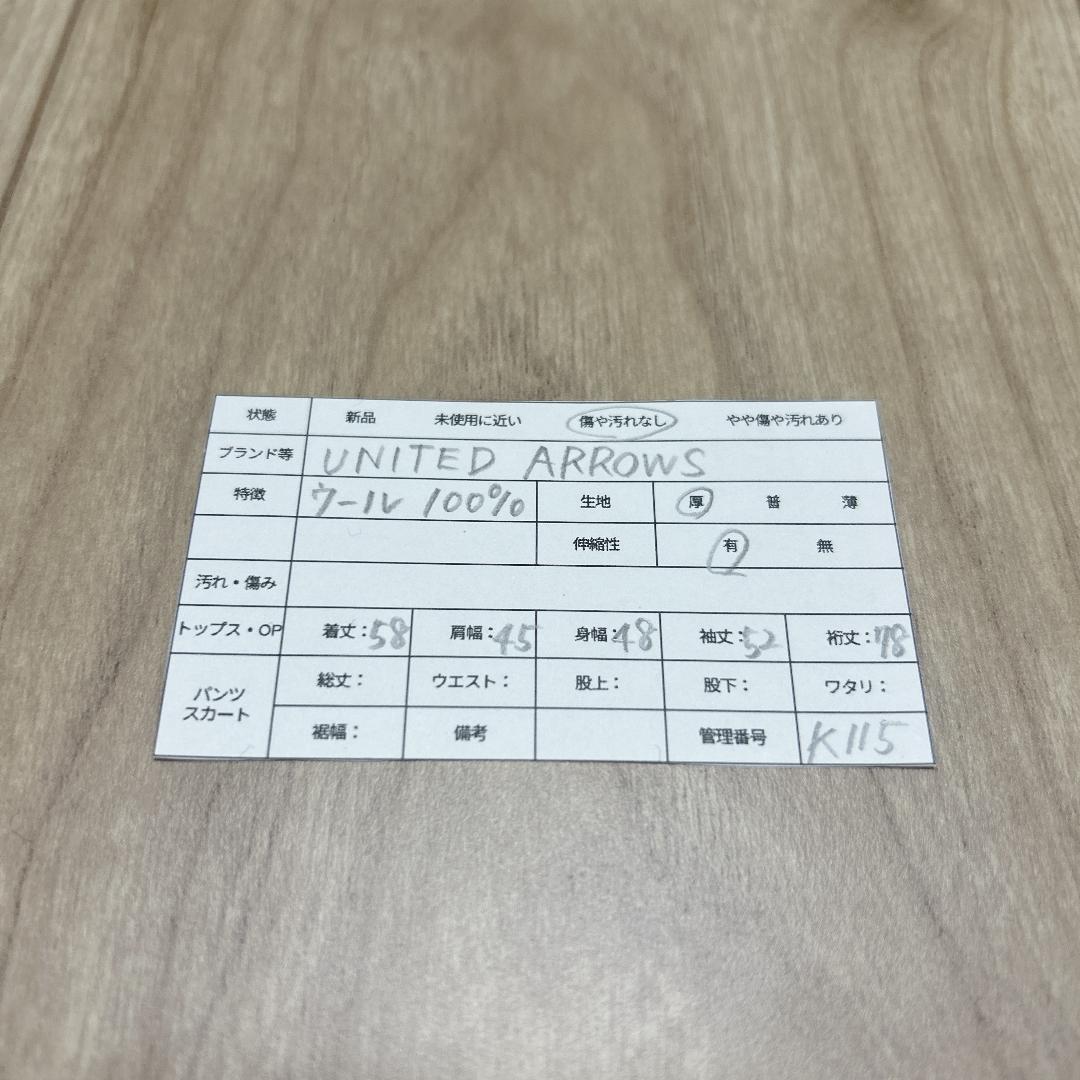 状態 新品 未使用に近い 傷や汚れなし やや傷や汚れあり
ブランド等 UNITED ARROWS
特徴 ウール 100% 生地 厚 普 薄
伸縮性 有 無
汚れ・傷み
トップス・OP 着丈:58 肩幅:45 身幅:48 袖丈:52 裄丈:78
パンツ スカート 総丈: ウエスト: 股上: 股下: ワタリ:
裾幅: 備考 管理番号 K115